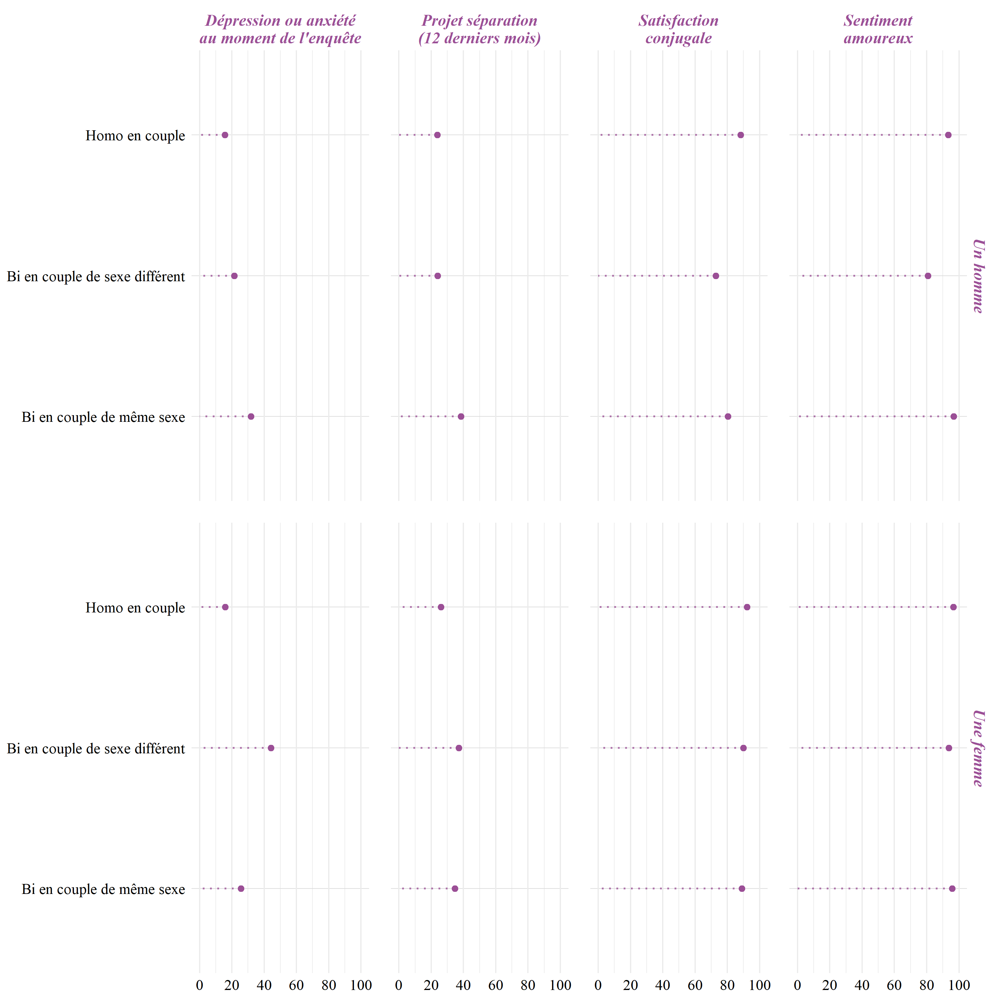 Dépression ou anxiété
au moment de l'enquête
Projet séparation
(12 derniers mois)
Satisfaction
conjugale
Sentiment
amoureux
Homo en couple
Bi en couple de sexe différent
Bi en couple de même sexe
Un homme
Homo en couple
Bi en couple de sexe différent
Bi en couple de même sexe
Une femme
0 20 40 60 80 100
0 20 40 60 80 100
0 20 40 60 80 100
0 20 40 60 80 100